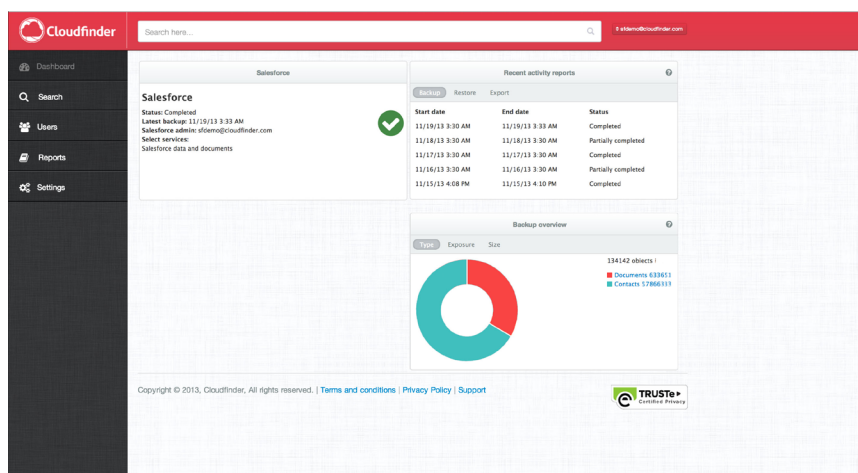 Cloudfinder
Search here...
sfdemo@cloudfinder.com
Dashboard
Search
Users
Reports
Settings
Salesforce
Salesforce
Status: Completed
Latest backup: 11/19/13 3:33 AM
Salesforce admin: sfdemo@cloudfinder.com
Select services:
Salesforce data and documents
Recent activity reports
Backup Restore Export
Start date End date Status
11/19/13 3:30 AM 11/19/13 3:33 AM Completed
11/18/13 3:30 AM 11/18/13 3:30 AM Partially completed
11/17/13 3:30 AM 11/17/13 3:30 AM Completed
11/16/13 3:30 AM 11/16/13 3:30 AM Partially completed
11/15/13 4:08 PM 11/15/13 4:10 PM Completed
Backup overview
Type Exposure Size
134142 objects
Documents
Contacts
Copyright © 2013, Cloudfinder, All rights reserved. | Terms and conditions | Privacy Policy | Support
TRUSTe
Certified Privacy